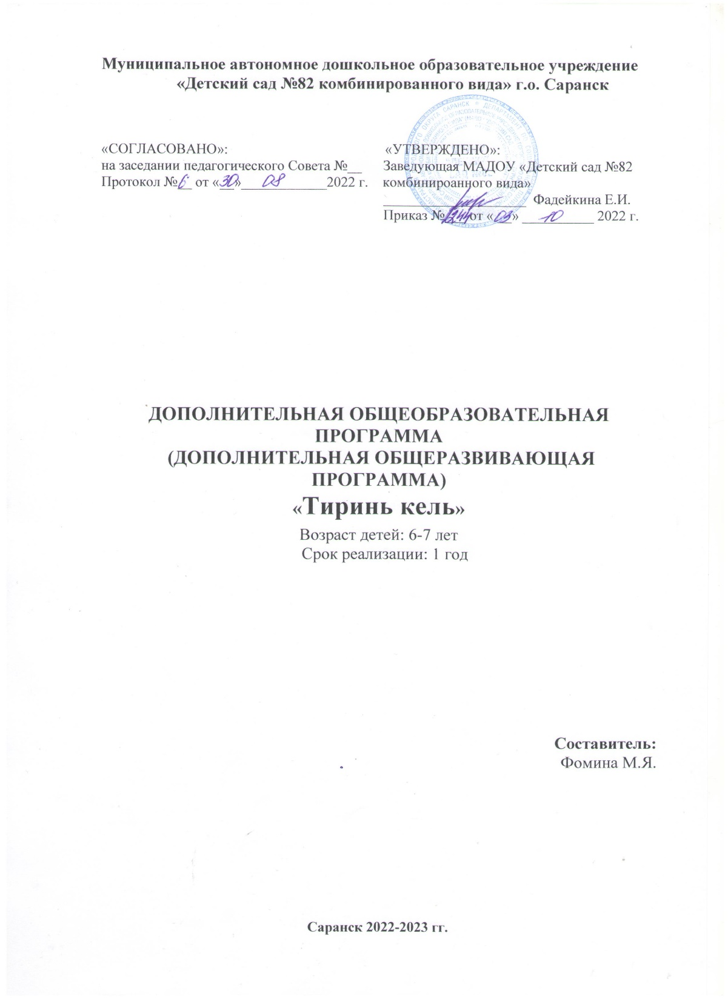 Муниципальное автономное дошкольное образовательное учреждение
«Детский сад №82 комбинированного вида» г.о. Саранск
«СОГЛАСОВАНО»:
на заседании педагогического Совета №__
Протокол №6 от «30» 08 2022 г.
«УТВЕРЖДЕНО»:
Заведующая МАДОУ «Детский сад №82
комбинироанного вида»
____________________ Фадейкина Е.И.
Приказ №244 от «03» 10 2022 г.
ДОПОЛНИТЕЛЬНАЯ ОБЩЕОБРАЗОВАТЕЛЬНАЯ
ПРОГРАММА
(ДОПОЛНИТЕЛЬНАЯ ОБЩЕРАЗВИВАЮЩАЯ
ПРОГРАММА)
«Тиринь кель»
Возраст детей: 6-7 лет
Срок реализации: 1 год
Составитель:
Фомина М.Я.
Саранск 2022-2023 гг.